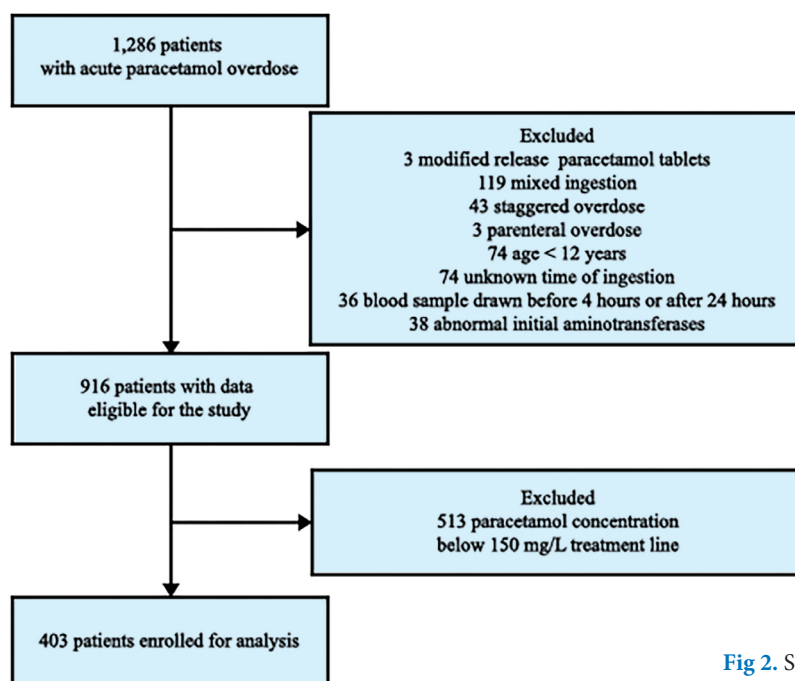 1,286 patients
with acute paracetamol overdose
Excluded
3 modified release paracetamol tablets
119 mixed ingestion
43 staggered overdose
3 parenteral overdose
74 age < 12 years
74 unknown time of ingestion
36 blood sample drawn before 4 hours or after 24 hours
38 abnormal initial aminotransferases
916 patients with data
eligible for the study
Excluded
513 paracetamol concentration
below 150 mg/L treatment line
403 patients enrolled for analysis
Fig 2. S